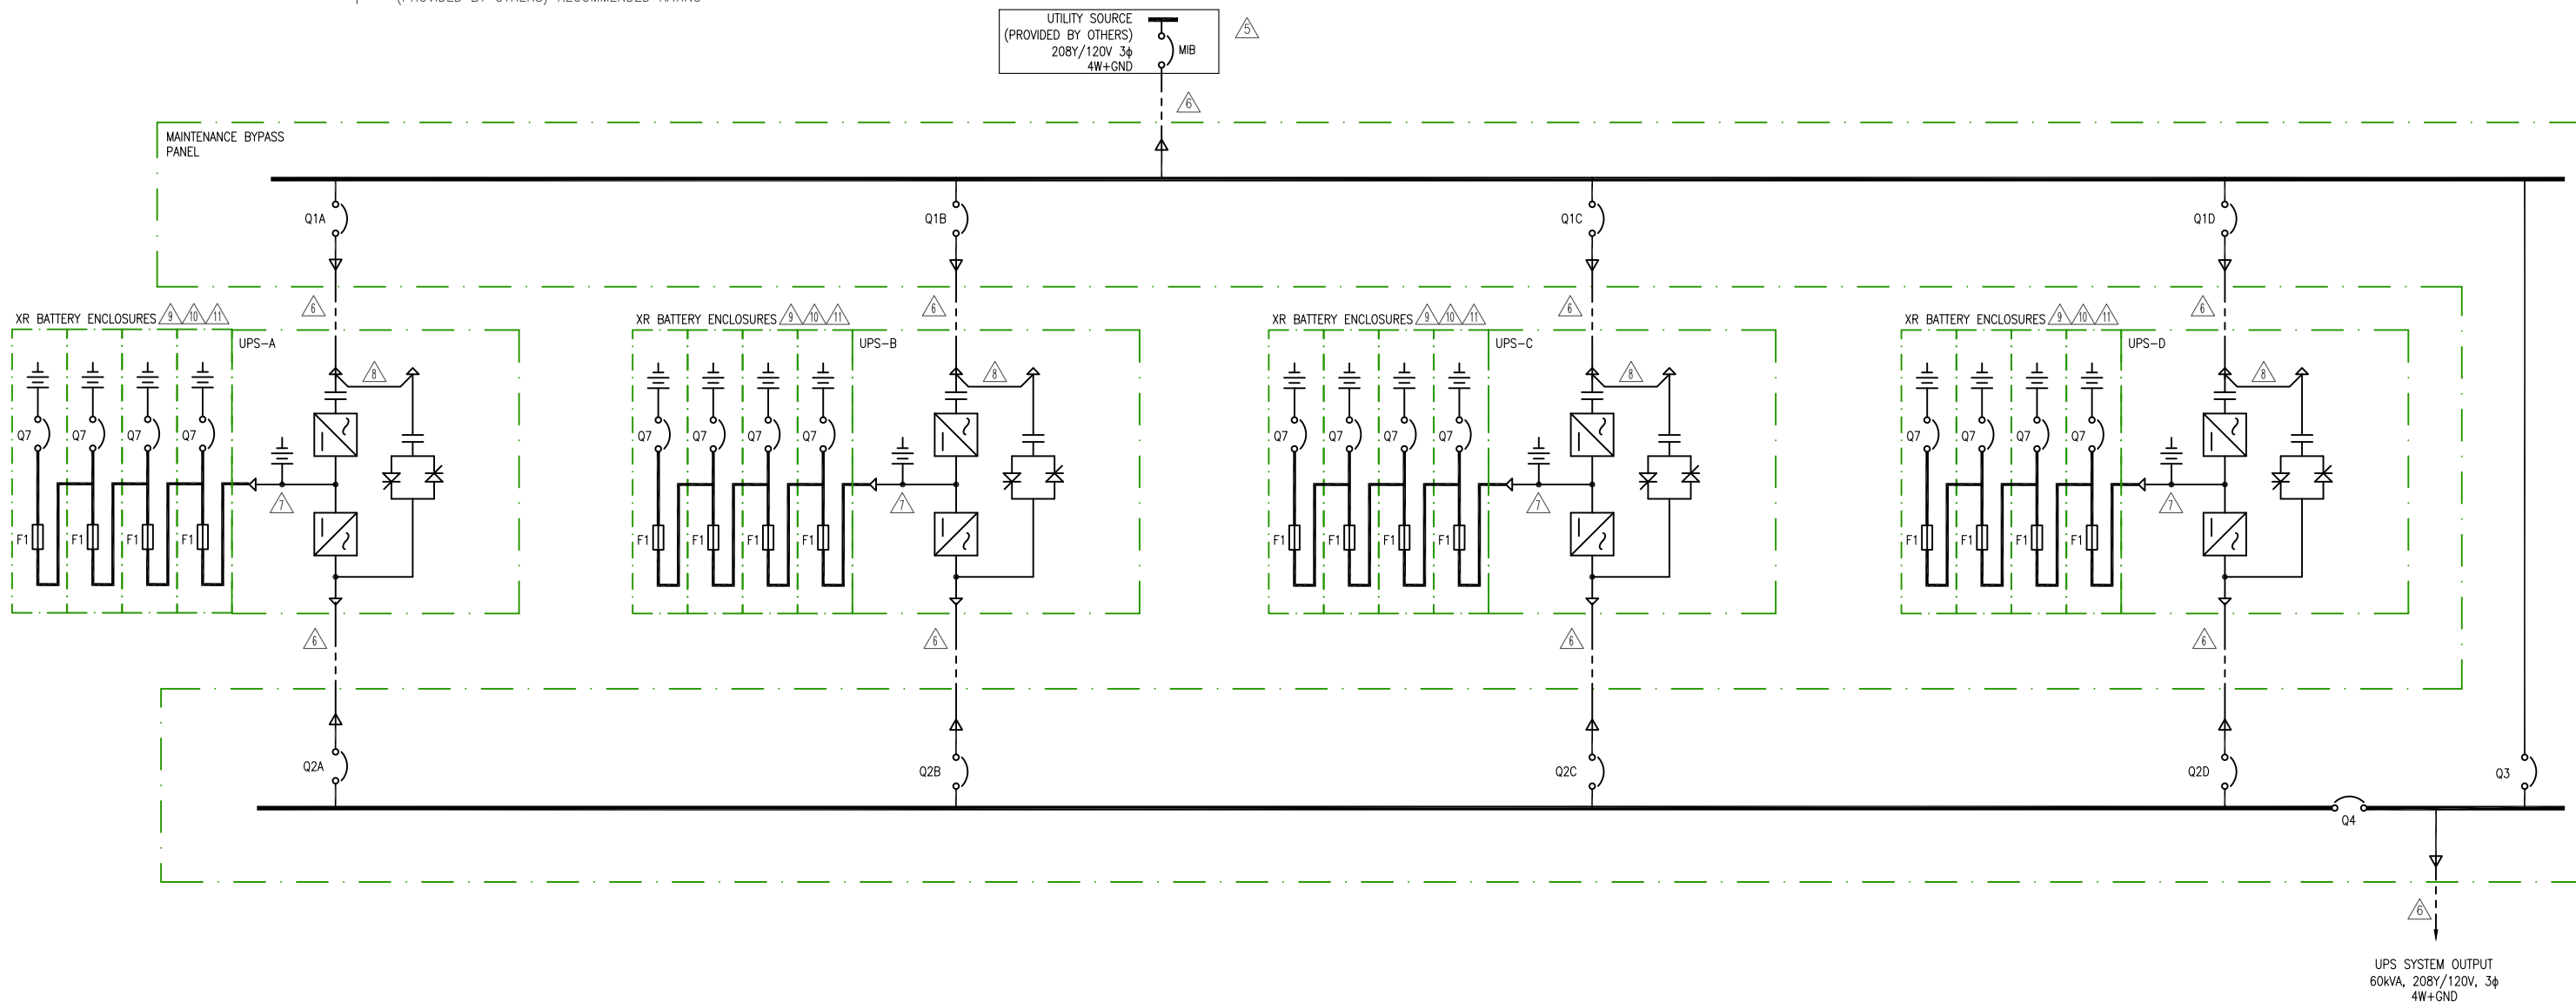 (PROVIDED BY OTHERS) RECOMMENDED RATING
UTILITY SOURCE
(PROVIDED BY OTHERS)
208Y/120V 3ϕ
4W+GND
MIB
5
6
MAINTENANCE BYPASS
PANEL
Q1A
Q1B
Q1C
Q1D
6
6
6
6
XR BATTERY ENCLOSURES 9 10 11
XR BATTERY ENCLOSURES 9 10 11
XR BATTERY ENCLOSURES 9 10 11
XR BATTERY ENCLOSURES 9 10 11
UPS-A
UPS-B
UPS-C
UPS-D
8
8
8
8
Q7 Q7 Q7 Q7
Q7 Q7 Q7 Q7
Q7 Q7 Q7 Q7
Q7 Q7 Q7 Q7
7
7
7
7
F1 F1 F1 F1
F1 F1 F1 F1
F1 F1 F1 F1
F1 F1 F1 F1
6
6
6
6
Q2A
Q2B
Q2C
Q2D
Q3
Q4
6
UPS SYSTEM OUTPUT
60kVA, 208Y/120V, 3ϕ
4W+GND